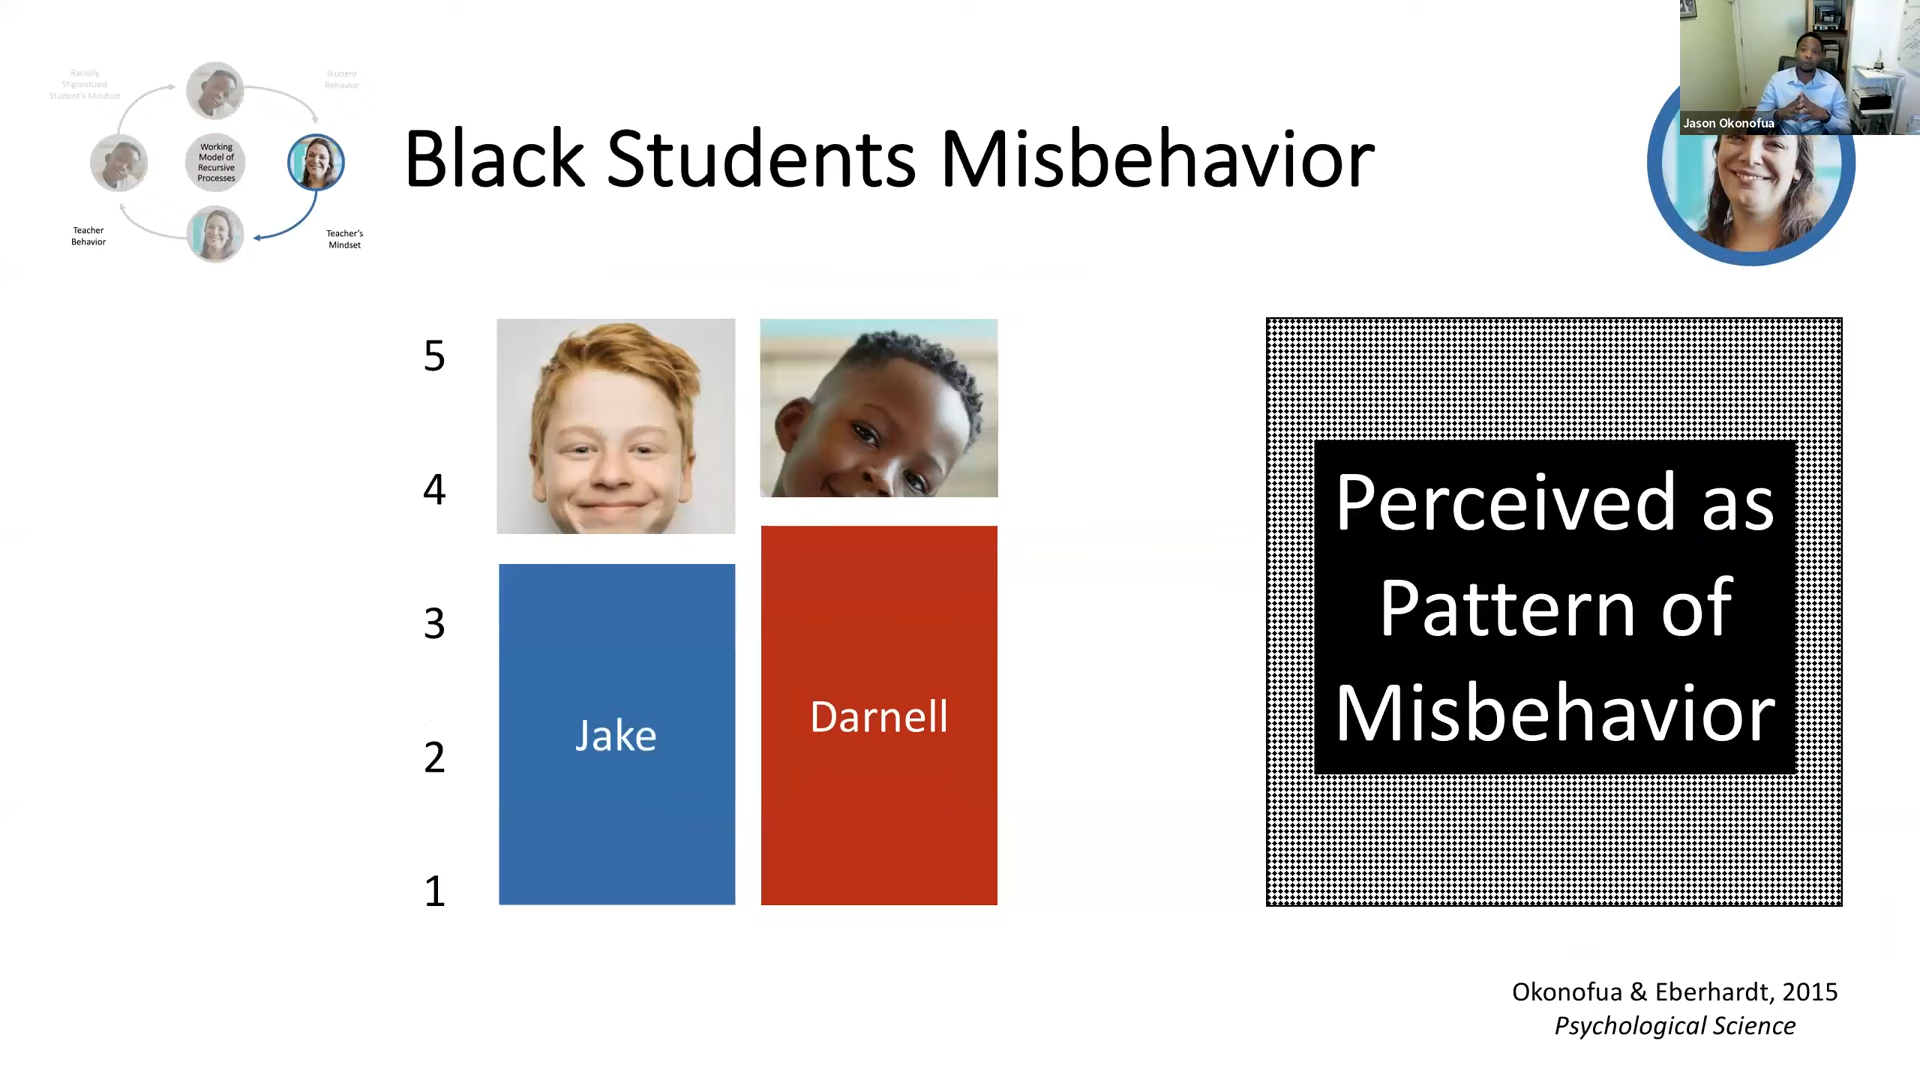 Racially
Stigmatized
Student's Mindset
Student
Behavior
Working
Model of
Recursive
Processes
Teacher
Behavior
Teacher's
Mindset
Black Students Misbehavior
Jason Okonofua
5
4
3
2
1
Jake
Darnell
Perceived as
Pattern of
Misbehavior
Okonofua & Eberhardt, 2015
Psychological Science